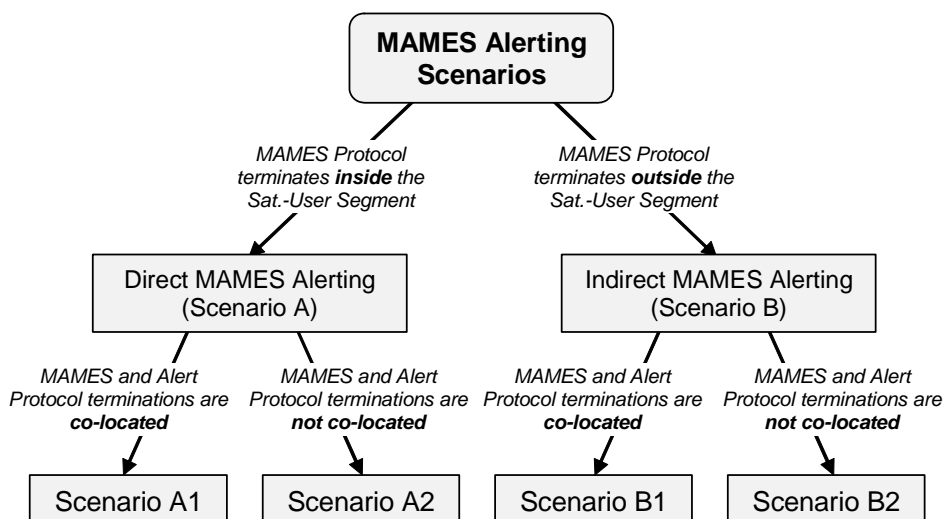 MAMES Alerting
Scenarios
MAMES Protocol
terminates inside the
Sat.-User Segment
MAMES Protocol
terminates outside the
Sat.-User Segment
Direct MAMES Alerting
(Scenario A)
Indirect MAMES Alerting
(Scenario B)
MAMES and Alert
Protocol terminations are
co-located
MAMES and Alert
Protocol terminations are
not co-located
MAMES and Alert
Protocol terminations are
co-located
MAMES and Alert
Protocol terminations are
not co-located
Scenario A1
Scenario A2
Scenario B1
Scenario B2